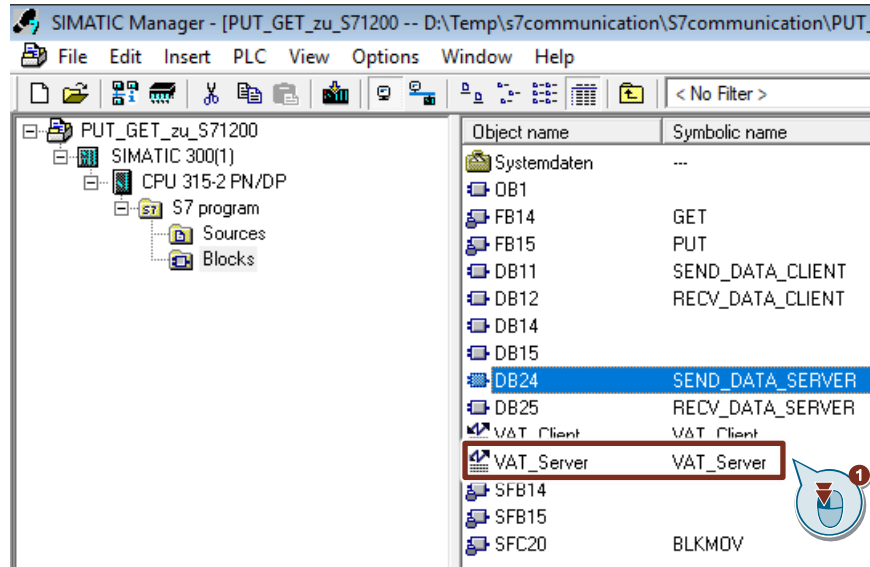 SIMATIC Manager - [PUT_GET_zu_S71200 -- D:\Temp\s7communication\S7communication\PUT_
File Edit Insert PLC View Options Window Help
< No Filter >
PUT_GET_zu_S71200
SIMATIC 300(1)
CPU 315-2 PN/DP
S7 program
Sources
Blocks
Object name Symbolic name
Systemdaten ---
OB1
FB14 GET
FB15 PUT
DB11 SEND_DATA_CLIENT
DB12 RECV_DATA_CLIENT
DB14
DB15
DB24 SEND_DATA_SERVER
DB25 RECV_DATA_SERVER
VAT_Client VAT_Client
VAT_Server VAT_Server
1
SFB14
SFB15
SFC20 BLKMOV